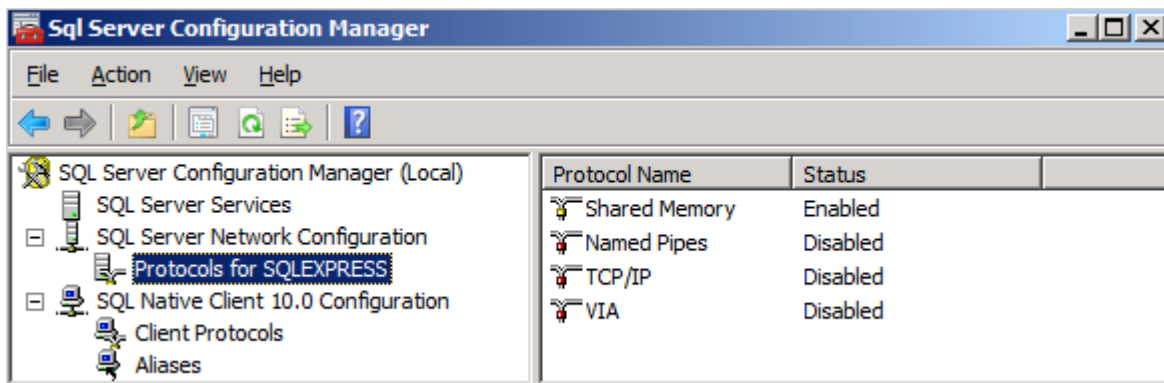 Sql Server Configuration Manager
File Action View Help
SQL Server Configuration Manager (Local)
SQL Server Services
SQL Server Network Configuration
Protocols for SQLEXPRESS
SQL Native Client 10.0 Configuration
Client Protocols
Aliases
Protocol Name Status
Shared Memory Enabled
Named Pipes Disabled
TCP/IP Disabled
VIA Disabled